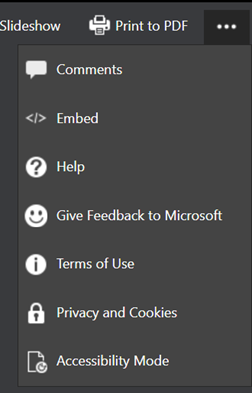 Slideshow Print to PDF
Comments
</> Embed
Help
Give Feedback to Microsoft
Terms of Use
Privacy and Cookies
Accessibility Mode